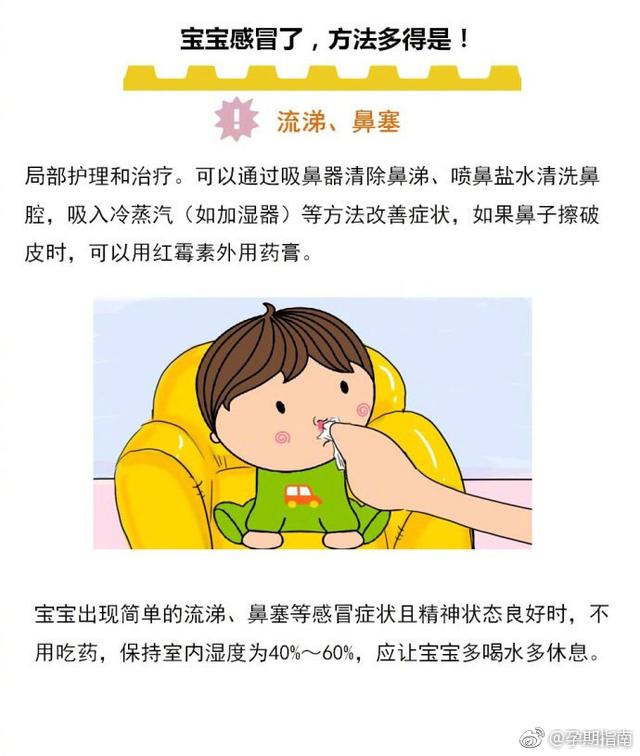 宝宝感冒了，方法多得是！
!
流涕、鼻塞
局部护理和治疗。可以通过吸鼻器清除鼻涕、喷鼻盐水清洗鼻
腔，吸入冷蒸汽（如加湿器）等方法改善症状，如果鼻子擦破
皮时，可以用红霉素外用药膏。
宝宝出现简单的流涕、鼻塞等感冒症状且精神状态良好时，不
用吃药，保持室内湿度为40%～60%，应让宝宝多喝水多休息。
@孕期指南